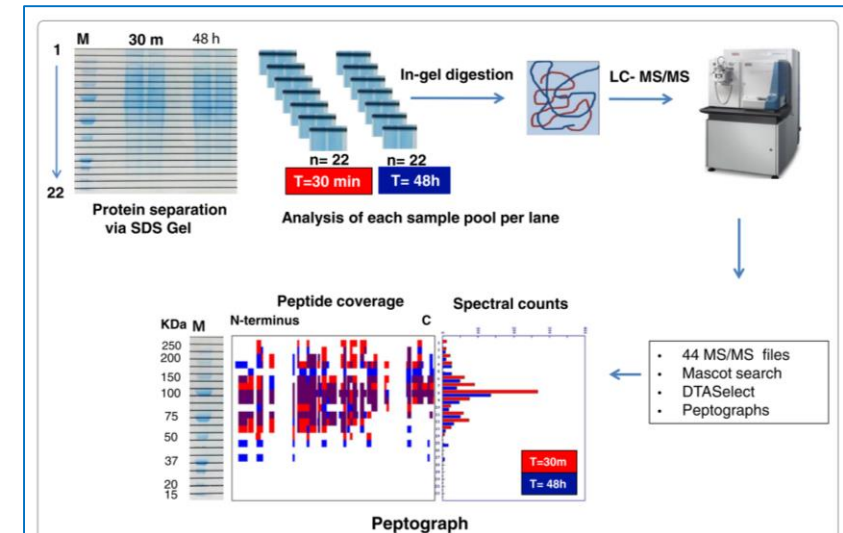 M 30 m 48 h
1
22
Protein separation
via SDS Gel
n= 22 n= 22
T=30 min T= 48h
Analysis of each sample pool per lane
In-gel digestion
LC- MS/MS
• 44 MS/MS files
• Mascot search
• DTASelect
• Peptographs
Peptide coverage Spectral counts
KDa M N-terminus C
250
200
150
100
75
50
37
20
15
T=30m
T= 48h
Peptograph